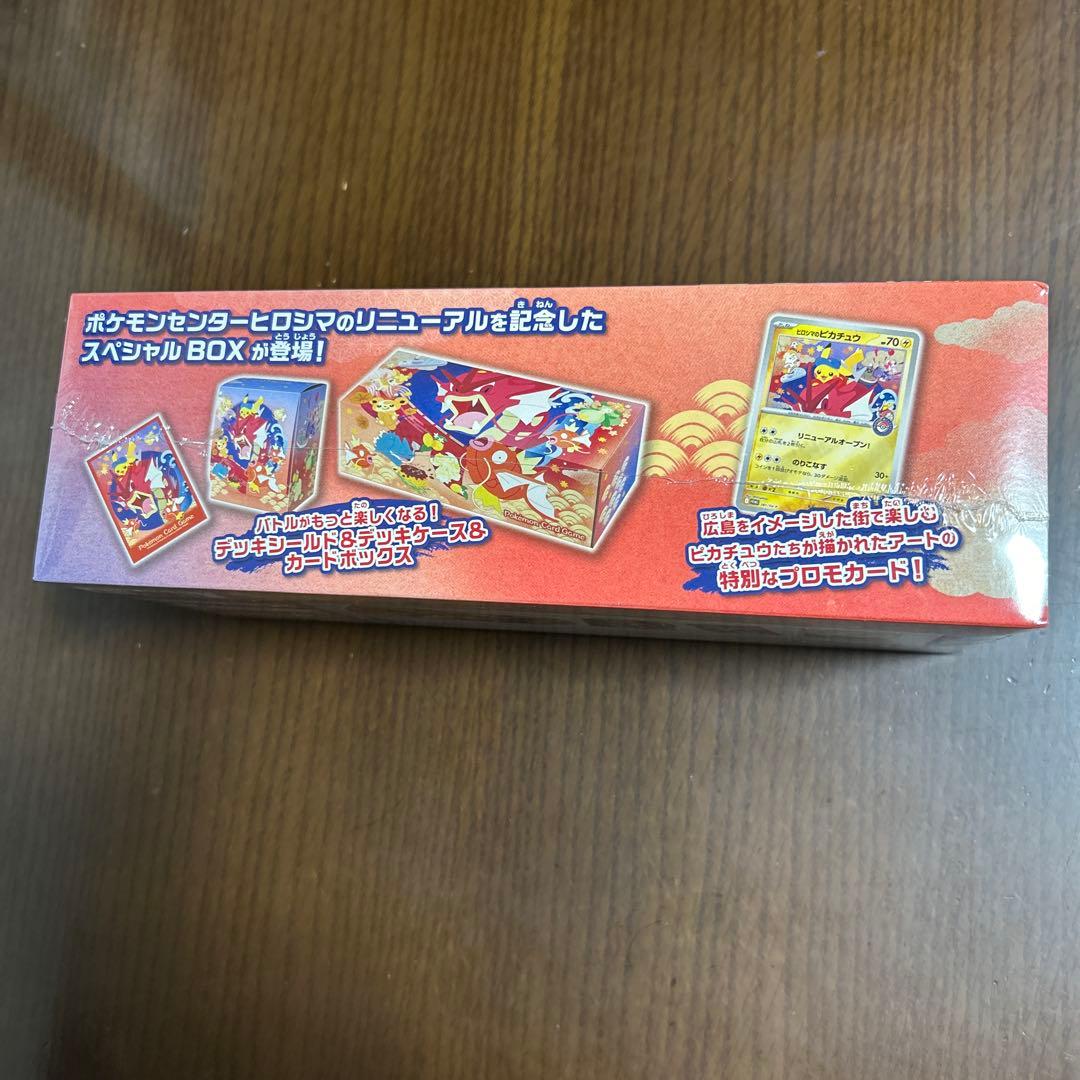 ポケモンセンターヒロシマのリニューアルを記念した
スペシャルBOXが登場!
Pokémon Card Game
Pokémon Card Game
バトルがもっと楽しくなる!
デッキシールド&デッキケース&
カードボックス
ヒロシマのピカチュウ
70
リニューアルオープン!
のりこなす
30+
広島をイメージした街で楽しむ
ピカチュウたちが描かれたアートの
特別なプロモカード!